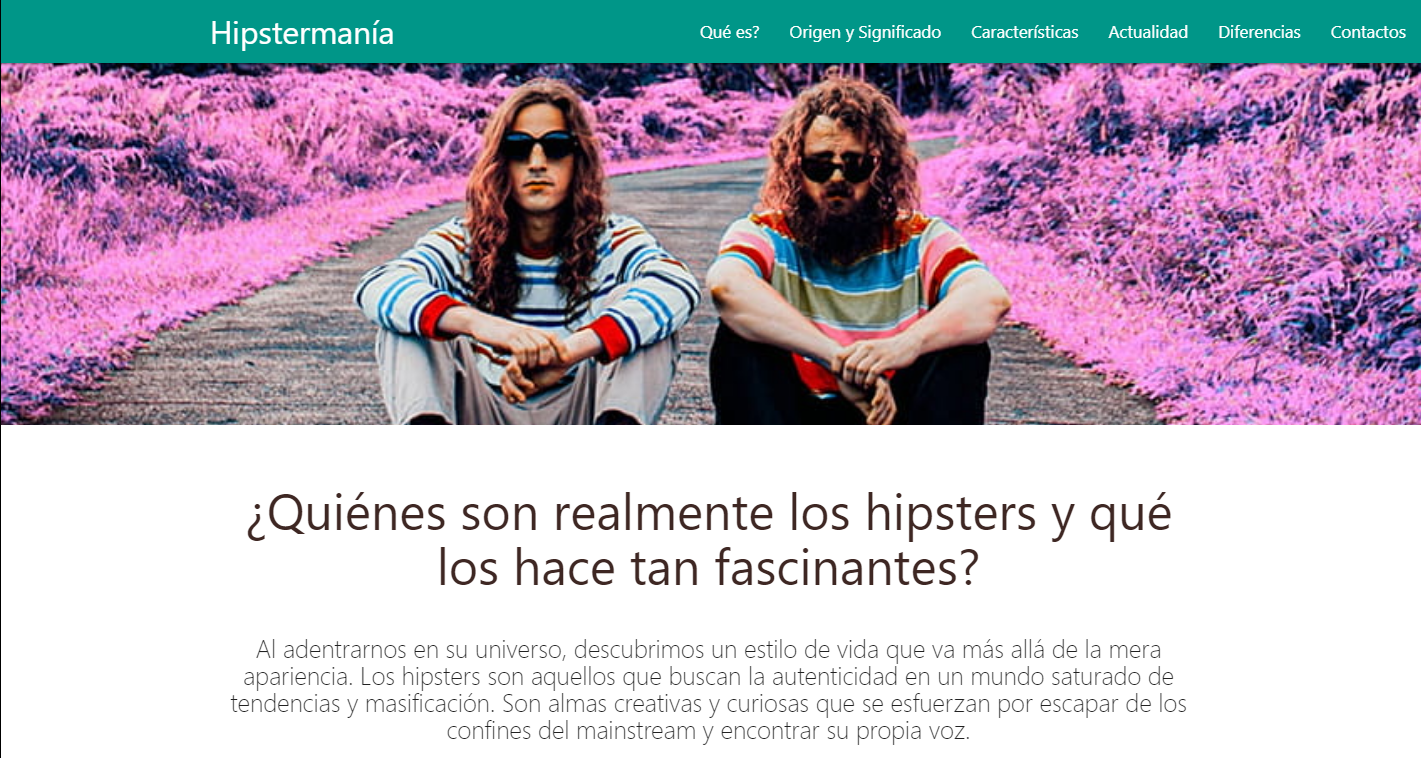 Hipstermanía
Qué es? Origen y Significado Características Actualidad Diferencias Contactos
¿Quiénes son realmente los hipsters y qué
los hace tan fascinantes?
Al adentrarnos en su universo, descubrimos un estilo de vida que va más allá de la mera
apariencia. Los hipsters son aquellos que buscan la autenticidad en un mundo saturado de
tendencias y masificación. Son almas creativas y curiosas que se esfuerzan por escapar de los
confines del mainstream y encontrar su propia voz.